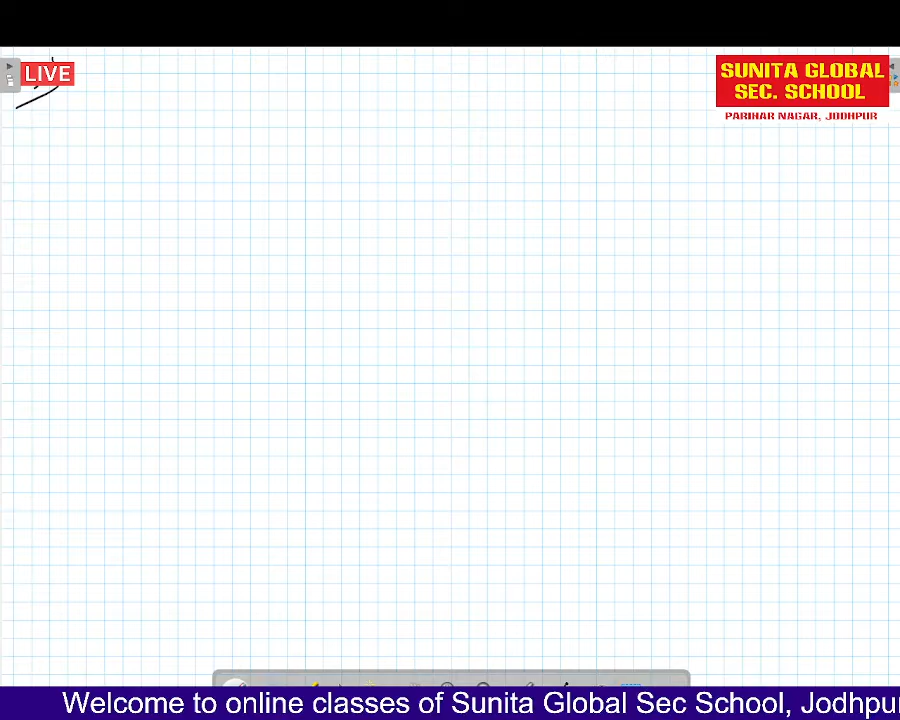 LIVE
SUNITA GLOBAL
SEC. SCHOOL
PARIHAR NAGAR, JODHPUR
Welcome to online classes of Sunita Global Sec School, Jodhpur